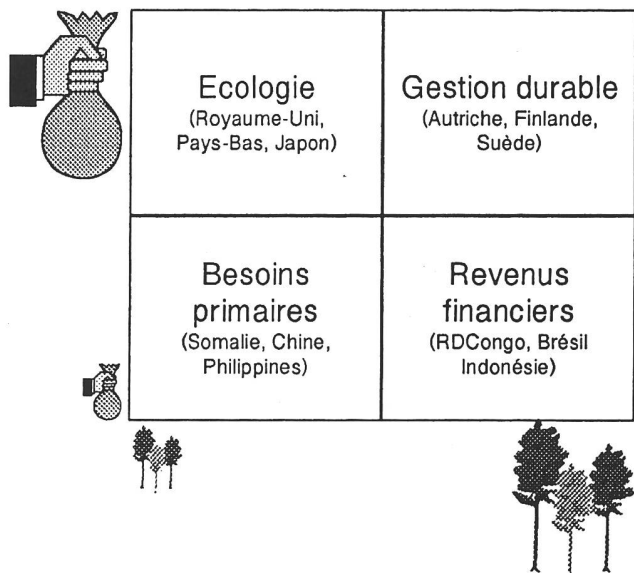 Ecologie
(Royaume-Uni,
Pays-Bas, Japon)
Gestion durable
(Autriche, Finlande,
Suède)
Besoins
primaires
(Somalie, Chine,
Philippines)
Revenus
financiers
(RDCongo, Brésil
Indonésie)